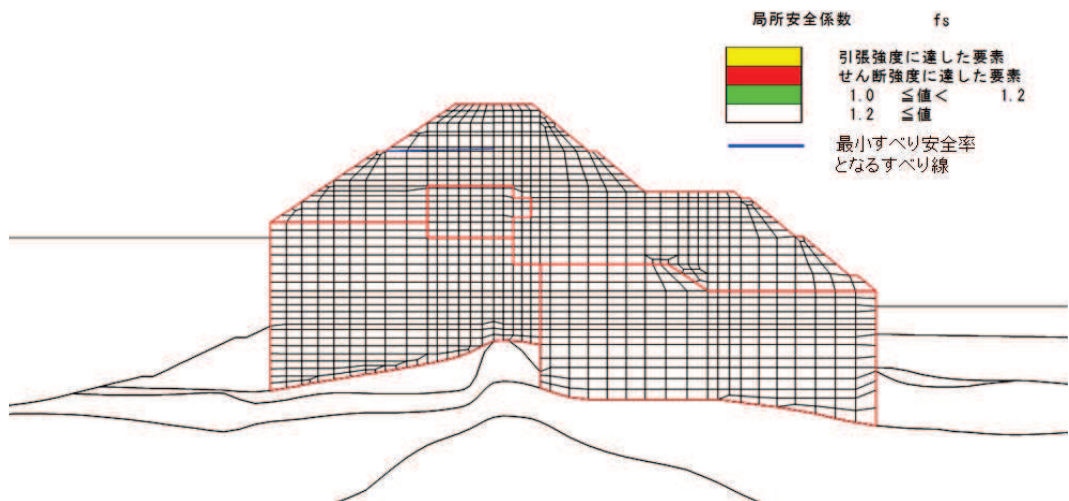 局所安全係数 fs
引張強度に達した要素
せん断強度に達した要素
1.0 ≦値< 1.2
1.2 ≦値
最小すべり安全率
となるすべり線